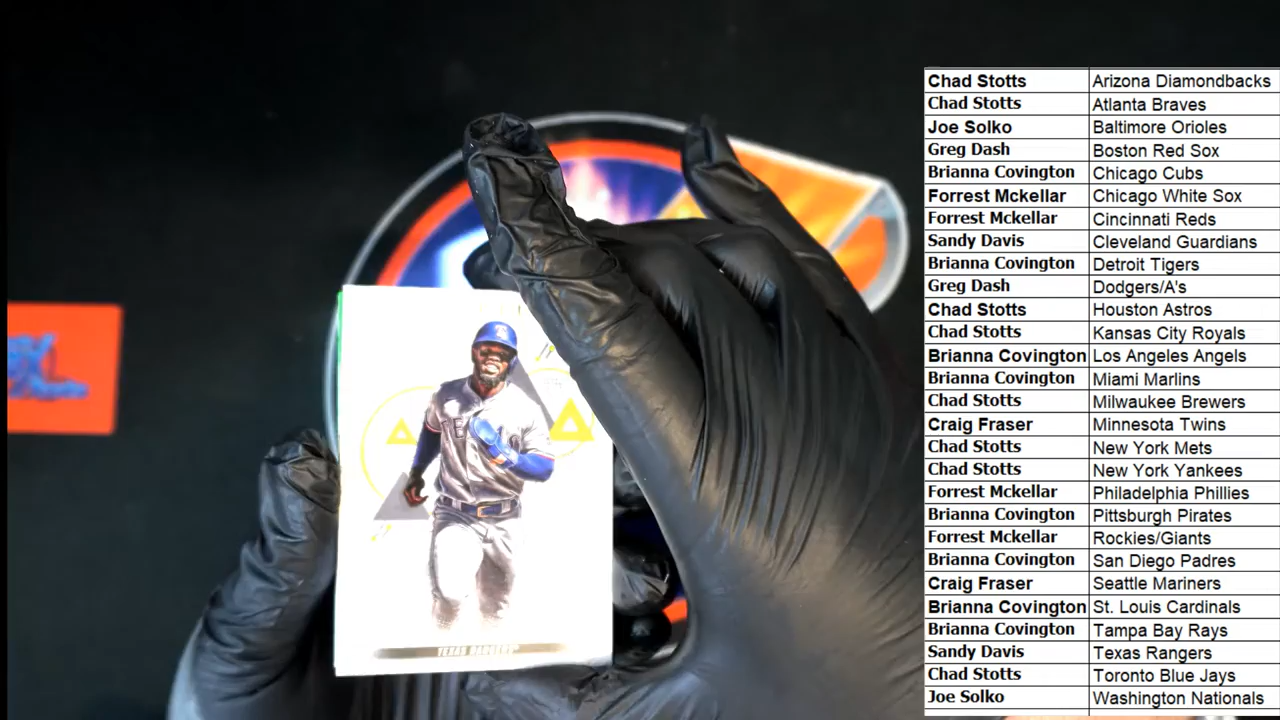 Chad Stotts Arizona Diamondbacks
Chad Stotts Atlanta Braves
Joe Solko Baltimore Orioles
Greg Dash Boston Red Sox
Brianna Covington Chicago Cubs
Forrest Mckellar Chicago White Sox
Forrest Mckellar Cincinnati Reds
Sandy Davis Cleveland Guardians
Brianna Covington Detroit Tigers
Greg Dash Dodgers/A's
Chad Stotts Houston Astros
Chad Stotts Kansas City Royals
Brianna Covington Los Angeles Angels
Brianna Covington Miami Marlins
Chad Stotts Milwaukee Brewers
Craig Fraser Minnesota Twins
Chad Stotts New York Mets
Chad Stotts New York Yankees
Forrest Mckellar Philadelphia Phillies
Brianna Covington Pittsburgh Pirates
Forrest Mckellar Rockies/Giants
Brianna Covington San Diego Padres
Craig Fraser Seattle Mariners
Brianna Covington St. Louis Cardinals
Brianna Covington Tampa Bay Rays
Sandy Davis Texas Rangers
Chad Stotts Toronto Blue Jays
Joe Solko Washington Nationals
TEXAS RANGERS